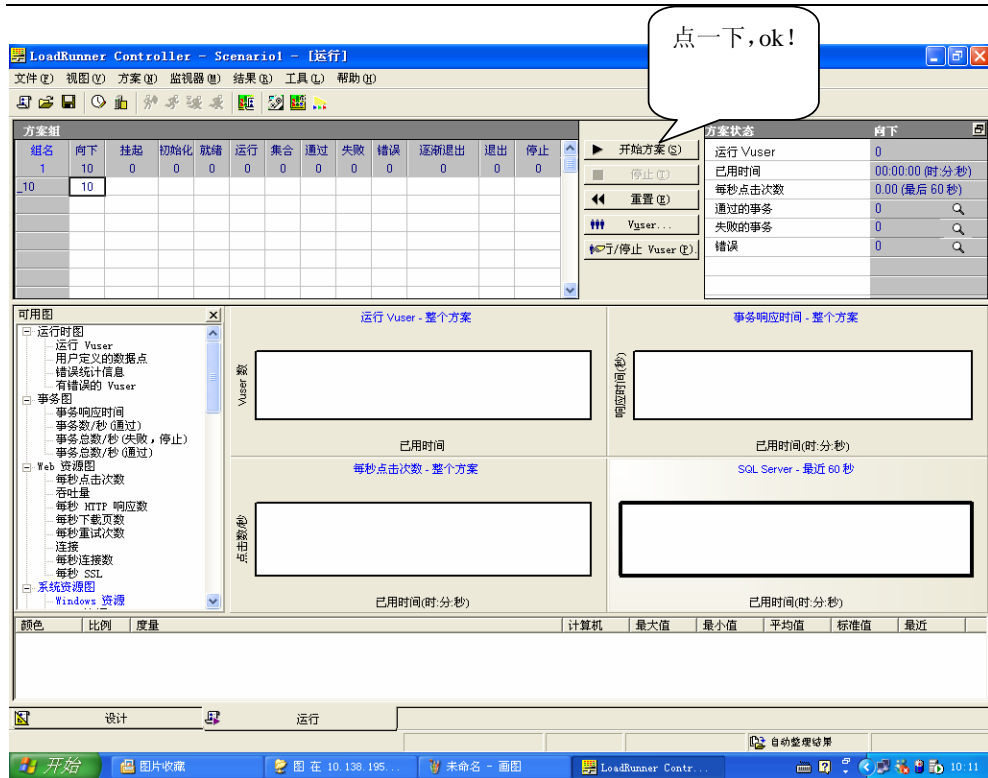 点一下,ok!
LoadRunner Controller - Scenario1 - [运行]
文件(F) 视图(V) 方案(N) 监视器(M) 结果(R) 工具(L) 帮助(H)
方案组
组名 向下 挂起 初始化 就绪 运行 集合 通过 失败 错误 逐渐退出 退出 停止
1 10 0 0 0 0 0 0 0 0 0 0 0
_10 10
开始方案(S)
停止(T)
重置(E)
Vuser...
亍/停止 Vuser(P).
方案状态 向下
运行 Vuser 0
已用时间 00:00:00 (时:分:秒)
每秒点击次数 0.00 (最后 60 秒)
通过的事务 0
失败的事务 0
错误 0
可用图
运行时图
运行 Vuser
用户定义的数据点
错误统计信息
有错误的 Vuser
事务图
事务响应时间
事务数/秒(通过)
事务总数/秒(失败,停止)
事务总数/秒(通过)
Web 资源图
每秒点击次数
吞吐量
每秒 HTTP 响应数
每秒下载页数
每秒重试次数
连接
每秒连接数
每秒 SSL
系统资源图
Windows 资源
运行 Vuser - 整个方案
Vuser 数
已用时间
事务响应时间 - 整个方案
响应时间(秒)
已用时间(时:分:秒)
每秒点击次数 - 整个方案
点击数/秒
已用时间(时:分:秒)
SQL Server - 最近 60 秒
已用时间(时:分:秒)
颜色 比例 度量 计算机 最大值 最小值 平均值 标准值 最近
设计 运行
自动整理结果
开始 图片收藏 图 在 10.138.195... 未命名 - 画图 LoadRunner Contr... 10:11